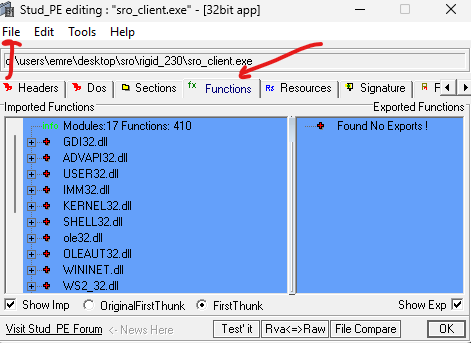 Stud_PE editing : "sro_client.exe" - [32bit app]
File Edit Tools Help
\users\emre\desktop\sro\rigid_230\sro_client.exe
Headers Dos Sections fx Functions Rs Resources Signature
Imported Functions Exported Functions
Modules:17 Functions: 410 Found No Exports !
GDI32.dll
ADVAPI32.dll
USER32.dll
IMM32.dll
KERNEL32.dll
SHELL32.dll
ole32.dll
OLEAUT32.dll
WININET.dll
WS2_32.dll
Show Imp OriginalFirstThunk FirstThunk Show Exp
Visit Stud_PE Forum <- News Here Test' it Rva<=>Raw File Compare OK